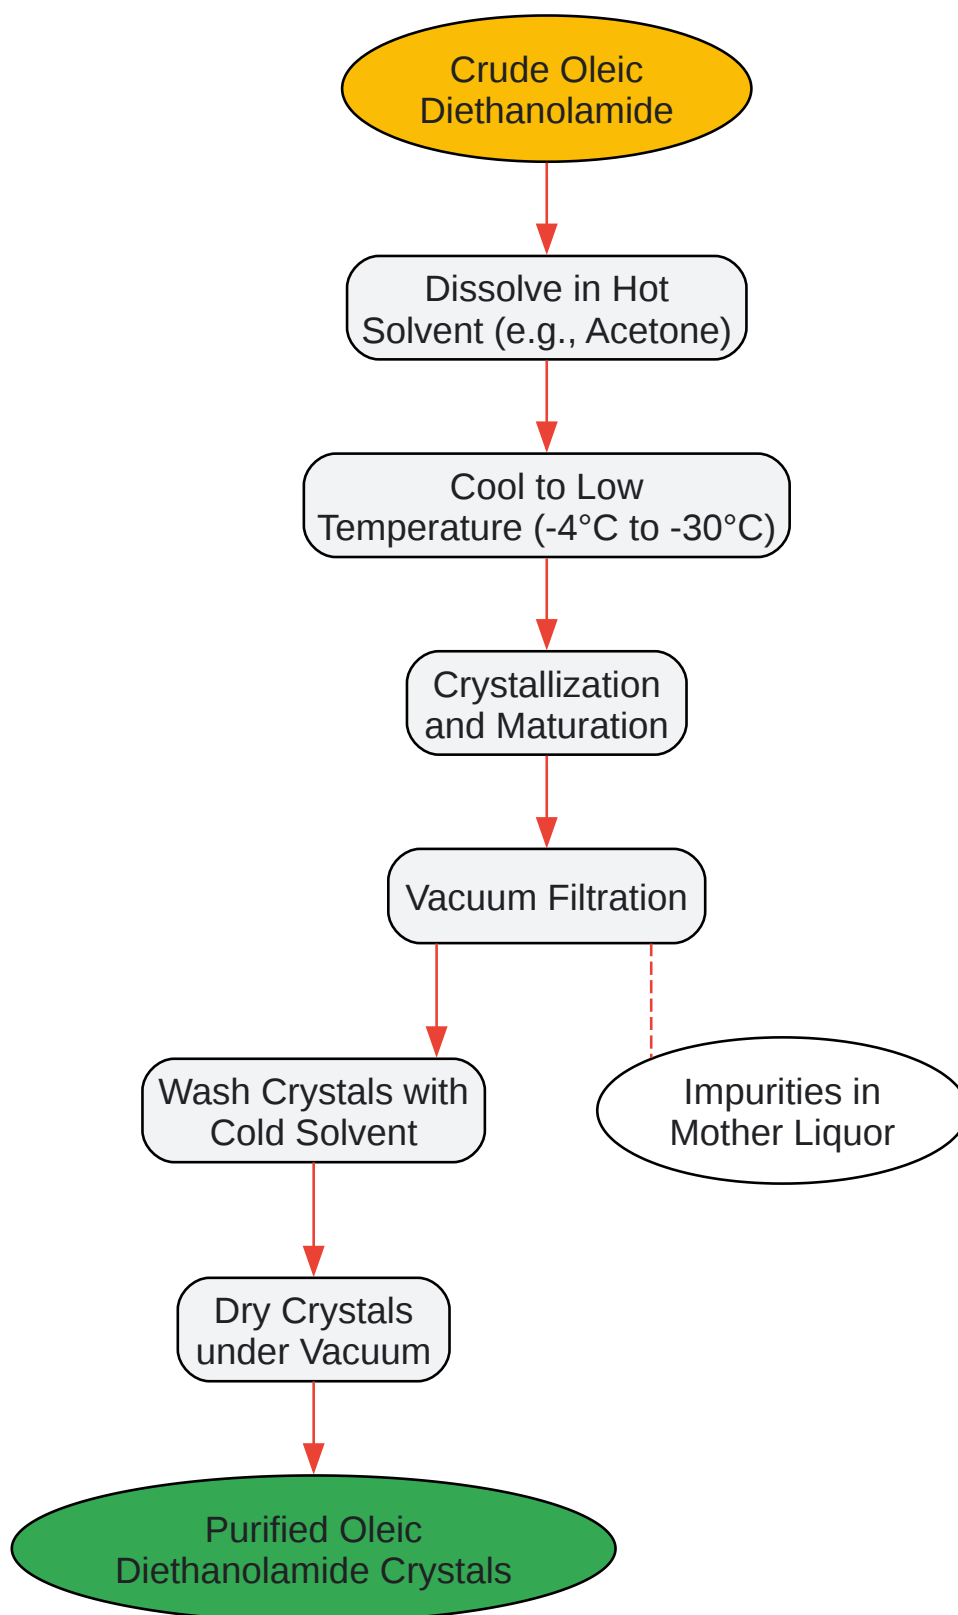 Crude Oleic
Diethanolamide
Dissolve in Hot
Solvent (e.g., Acetone)
Cool to Low
Temperature (-4°C to -30°C)
Crystallization
and Maturation
Vacuum Filtration
Wash Crystals with
Cold Solvent
Impurities in
Mother Liquor
Dry Crystals
under Vacuum
Purified Oleic
Diethanolamide Crystals